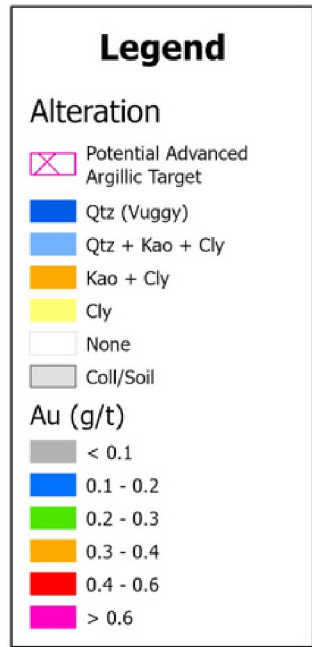 Legend
Alteration
Potential Advanced
Argillic Target
Qtz (Vuggy)
Qtz + Kao + Cly
Kao + Cly
Cly
None
Coll/Soil
Au (g/t)
< 0.1
0.1 - 0.2
0.2 - 0.3
0.3 - 0.4
0.4 - 0.6
> 0.6